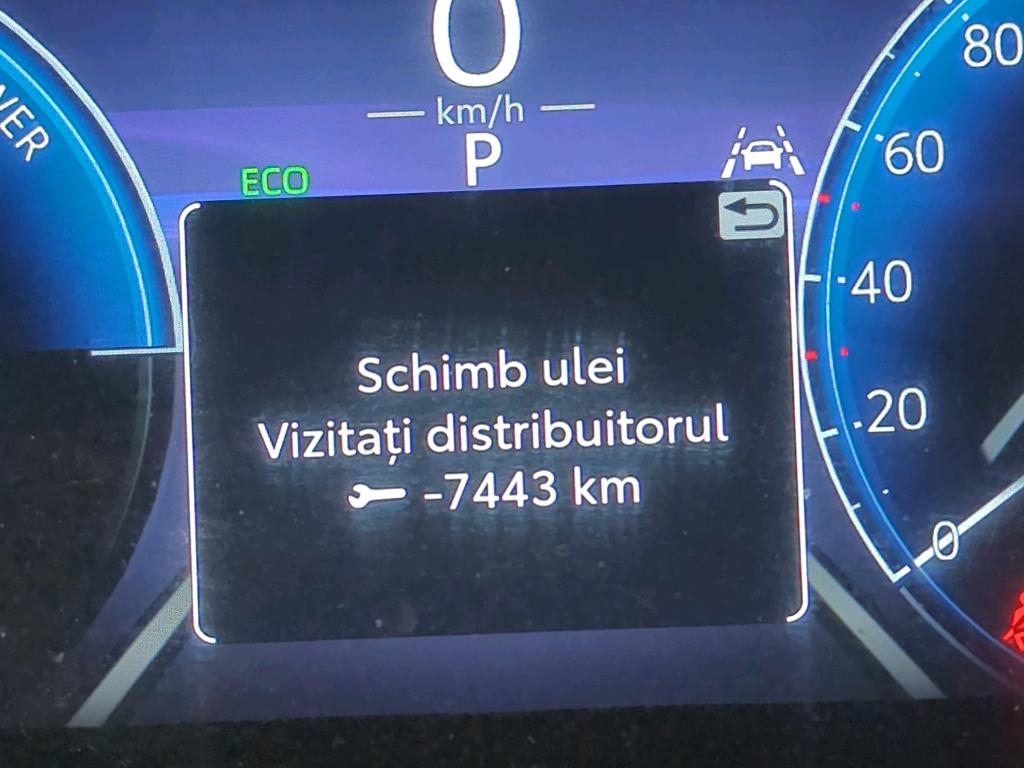 0
km/h
P
ECO
80
60
40
20
0
Schimb ulei
Vizitați distribuitorul
-7443 km